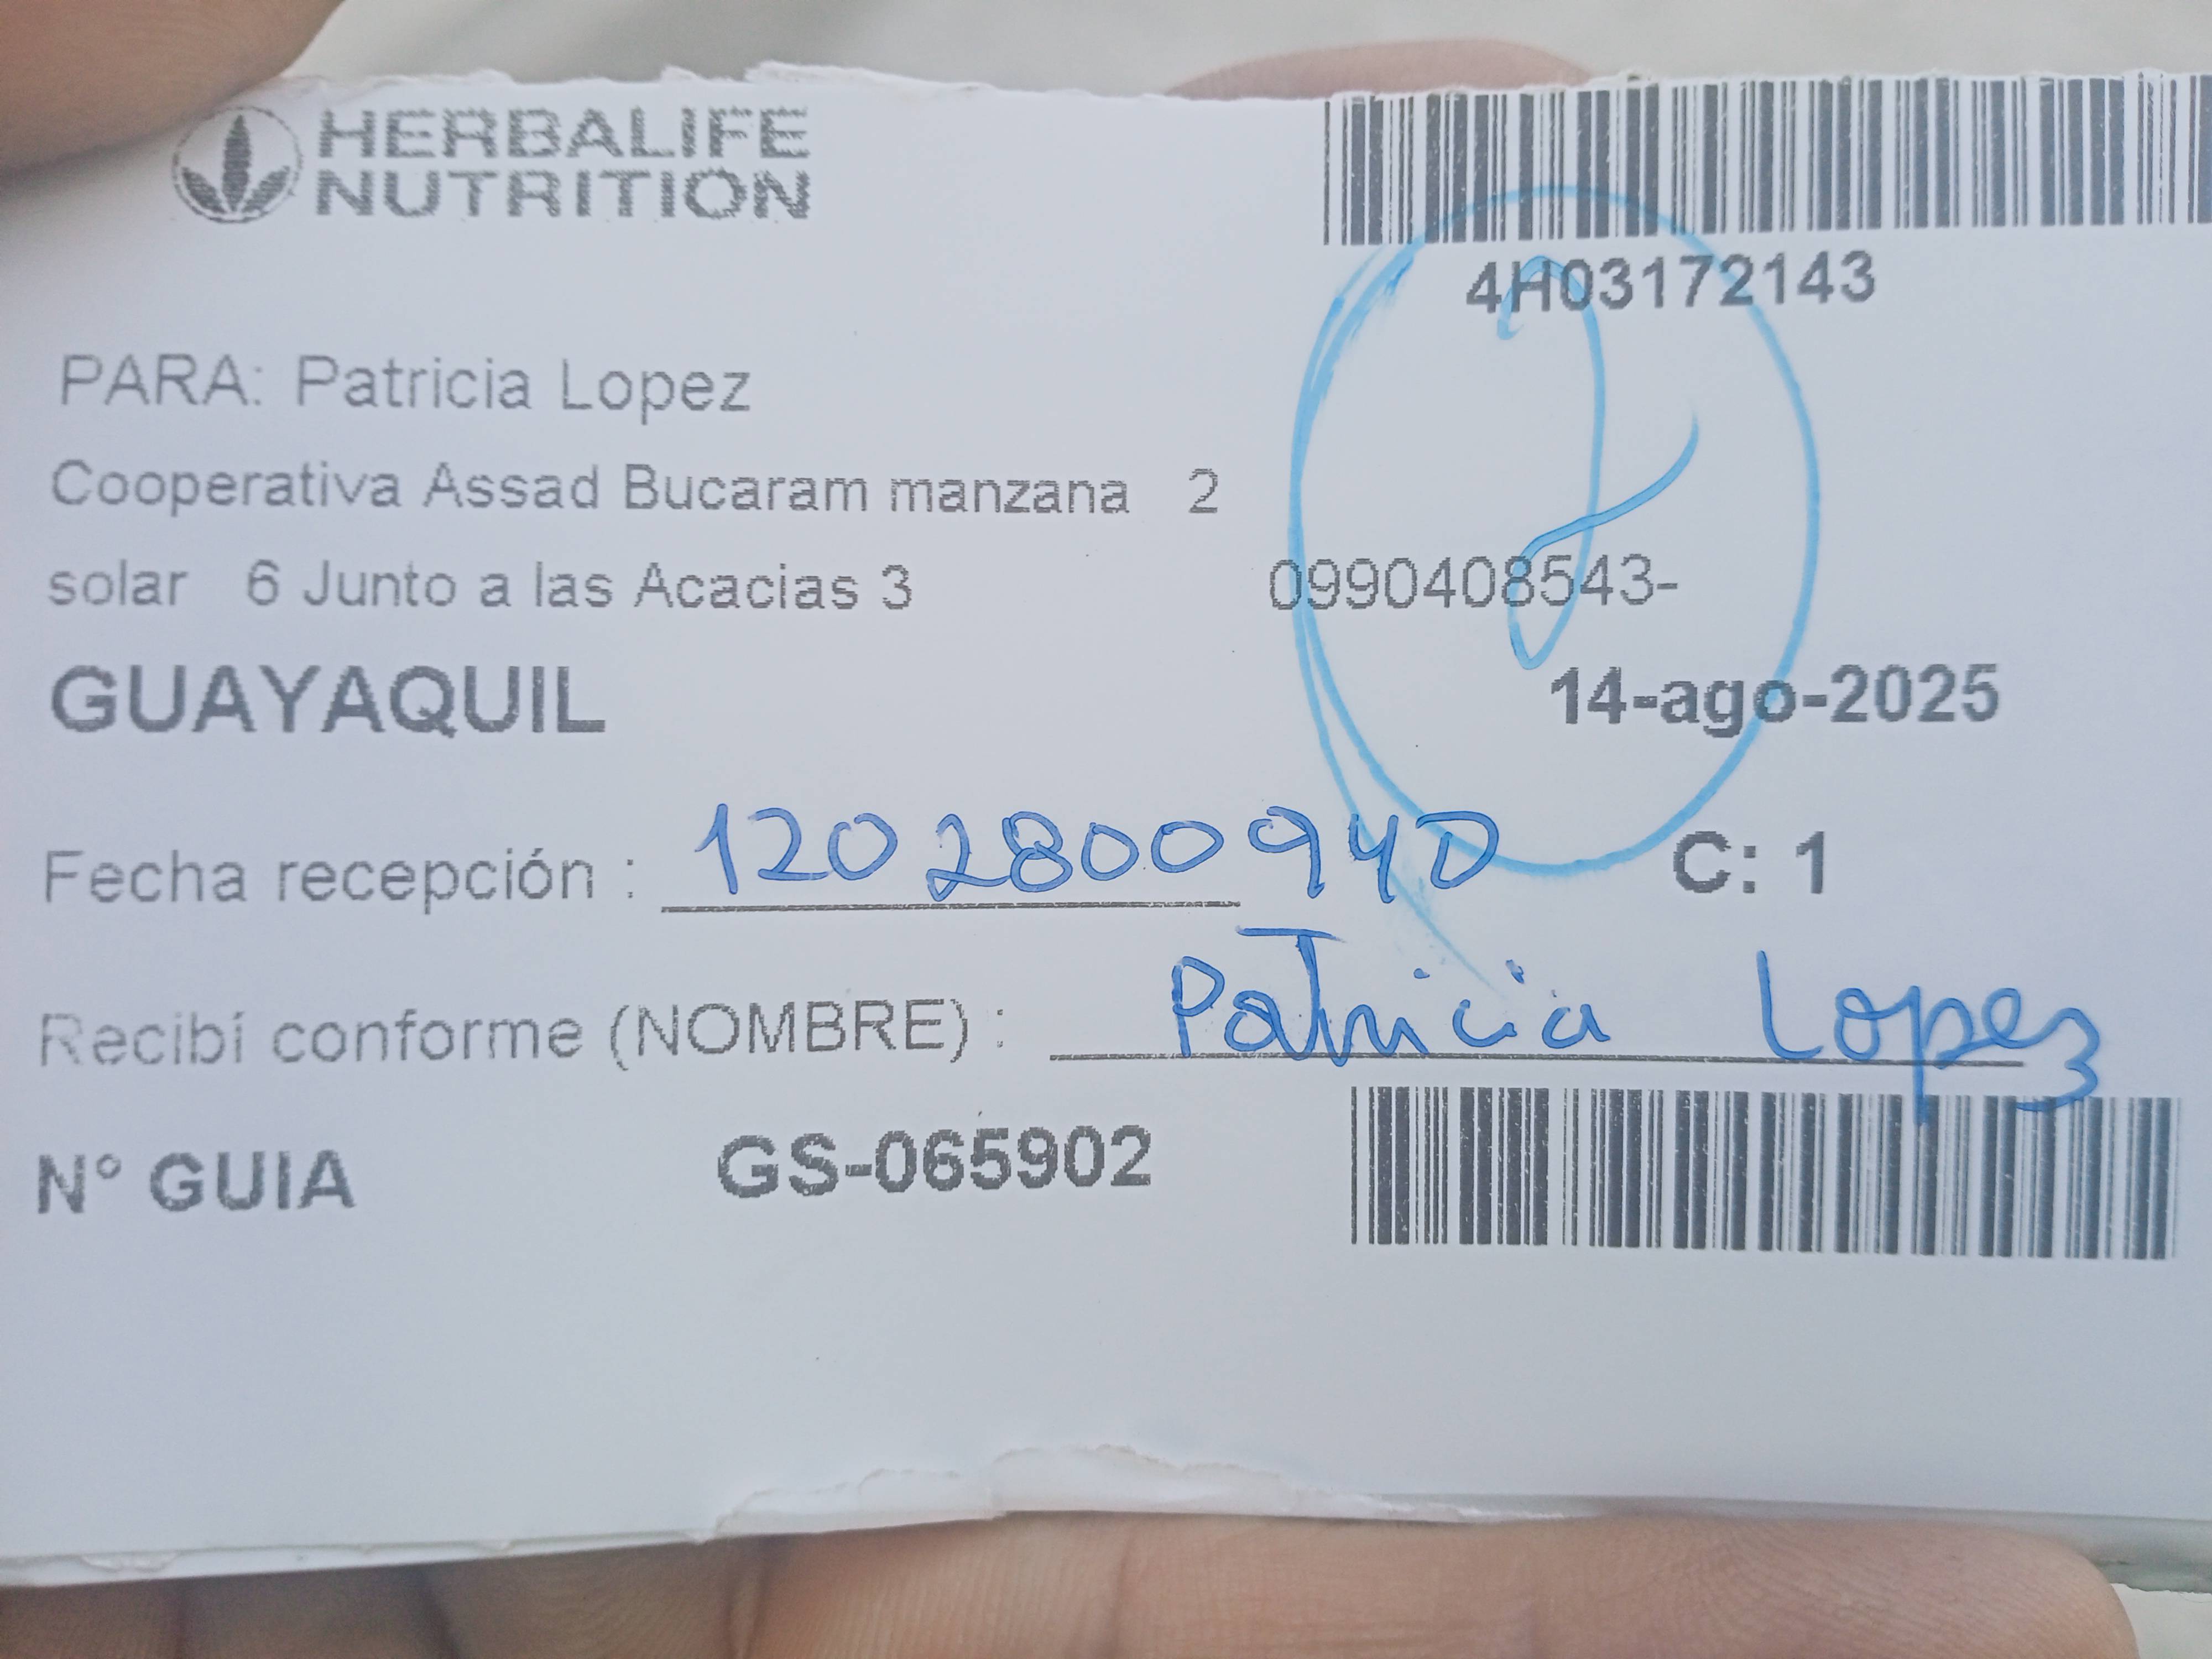 HERBALIFE
NUTRITION
4H03172143
PARA: Patricia Lopez
Cooperativa Assad Bucaram manzana 2
solar 6 Junto a las Acacias 3 0990408543-
GUAYAQUIL 14-ago-2025
Fecha recepción : 1202800940 C: 1
Recibí conforme (NOMBRE) : Patricia Lopez
N° GUIA GS-065902